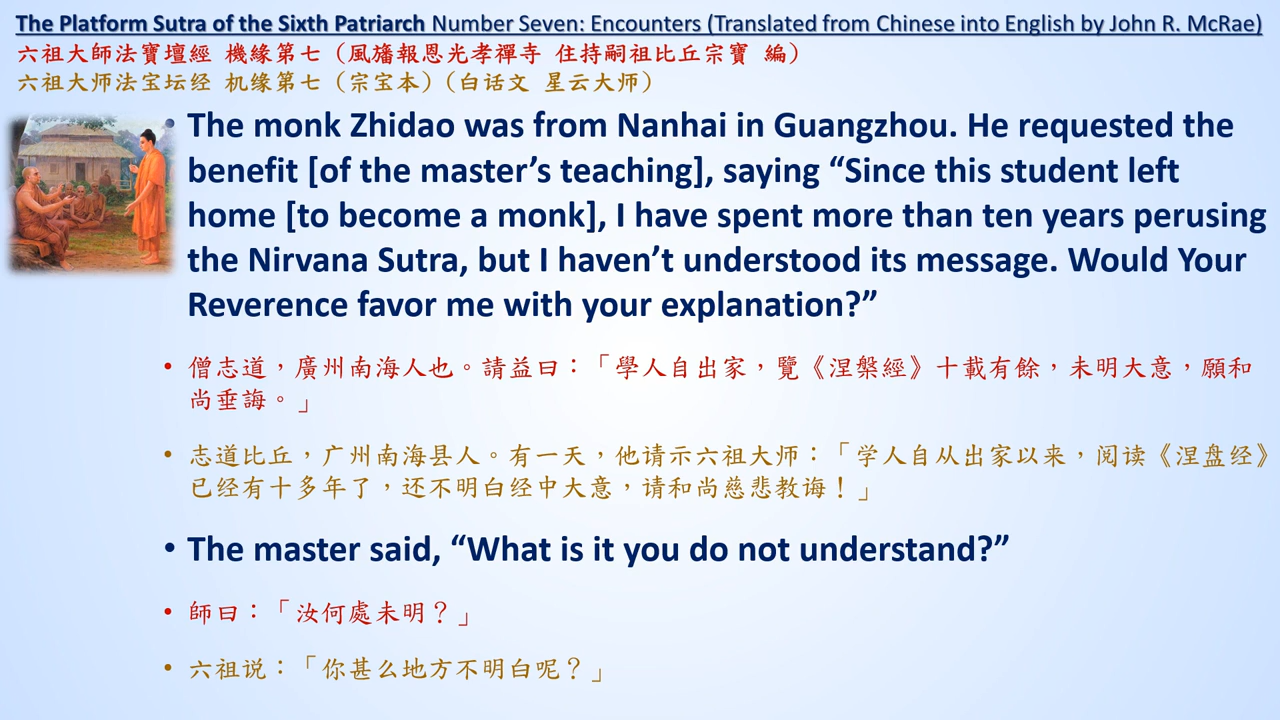 The Platform Sutra of the Sixth Patriarch Number Seven: Encounters (Translated from Chinese into English by John R. McRae)
六祖大師法寶壇經 機緣第七（風旛報恩光孝禪寺 住持嗣祖比丘宗寶 編）
六祖大师法宝坛经 机缘第七（宗宝本）（白话文 星云大师）
• The monk Zhidao was from Nanhai in Guangzhou. He requested the
benefit [of the master’s teaching], saying “Since this student left
home [to become a monk], I have spent more than ten years perusing
the Nirvana Sutra, but I haven’t understood its message. Would Your
Reverence favor me with your explanation?”
• 僧志道，廣州南海人也。請益曰：「學人自出家，覽《涅槃經》十載有餘，未明大意，願和
尚垂誨。」
• 志道比丘，广州南海县人。有一天，他请示六祖大师：「学人自从出家以来，阅读《涅盘经》
已经有十多年了，还不明白经中大意，请和尚慈悲教诲！」
• The master said, “What is it you do not understand?”
• 師曰：「汝何處未明？」
• 六祖说：「你甚么地方不明白呢？」